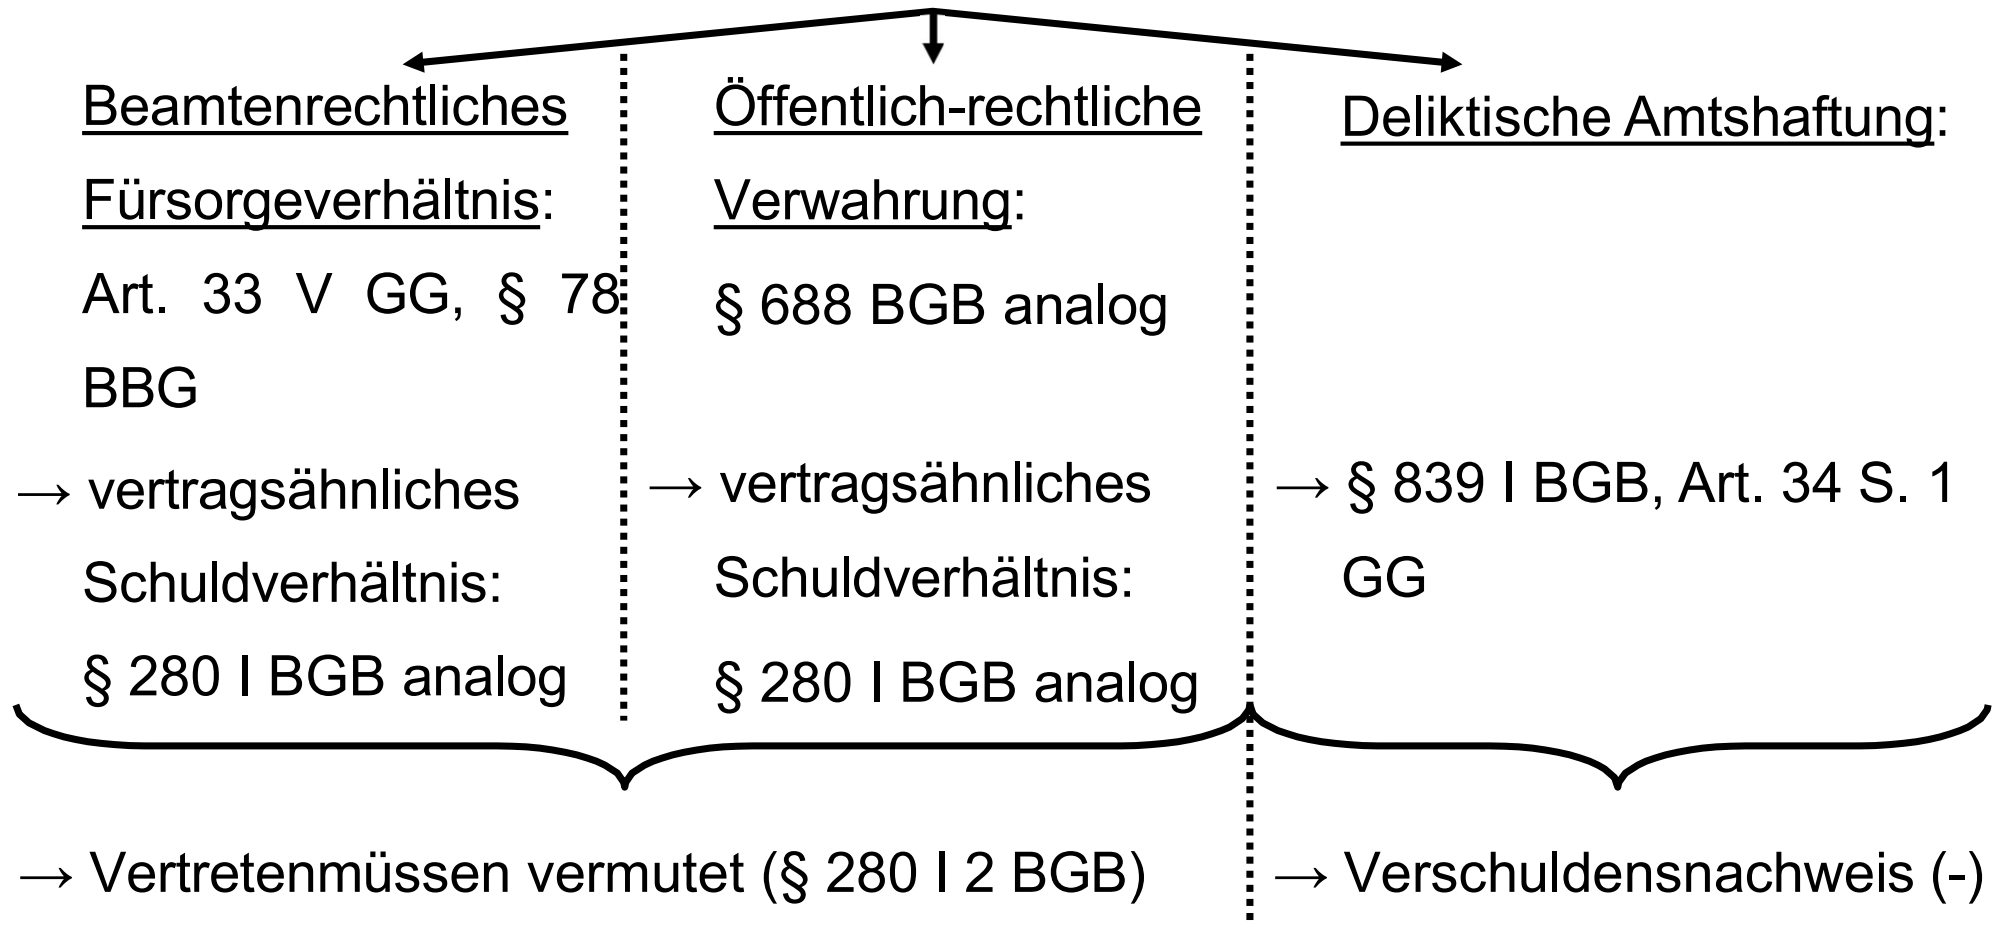 Beamtenrechtliches
Fürsorgeverhältnis:
Art. 33 V GG, § 78
BBG
→ vertragsähnliches
Schuldverhältnis:
§ 280 I BGB analog
Öffentlich-rechtliche
Verwahrung:
§ 688 BGB analog
→ vertragsähnliches
Schuldverhältnis:
§ 280 I BGB analog
Deliktische Amtshaftung:
→ § 839 I BGB, Art. 34 S. 1
GG
→ Vertretenmüssen vermutet (§ 280 I 2 BGB)
→ Verschuldensnachweis (-)